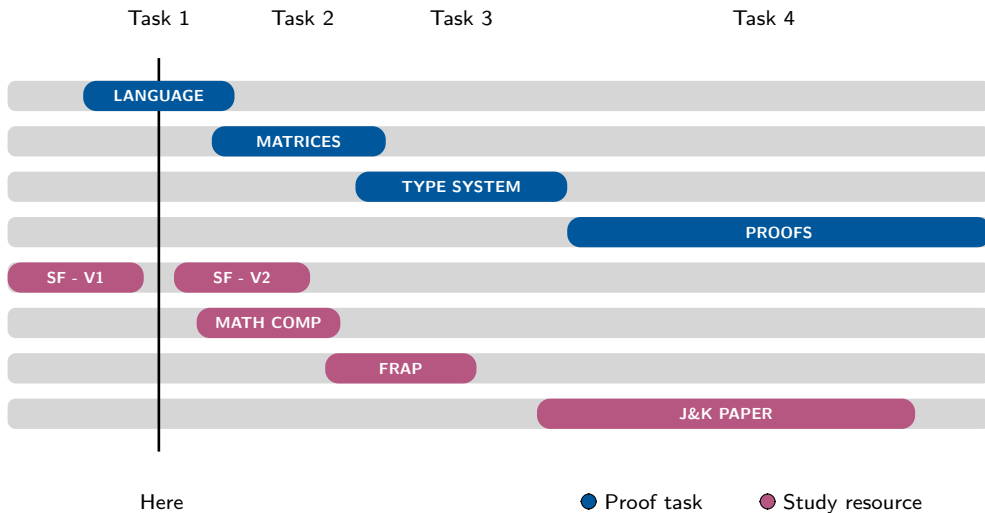 Task 1 Task 2 Task 3 Task 4
LANGUAGE
MATRICES
TYPE SYSTEM
PROOFS
SF - V1 SF - V2
MATH COMP
FRAP
J&K PAPER
Here Proof task Study resource